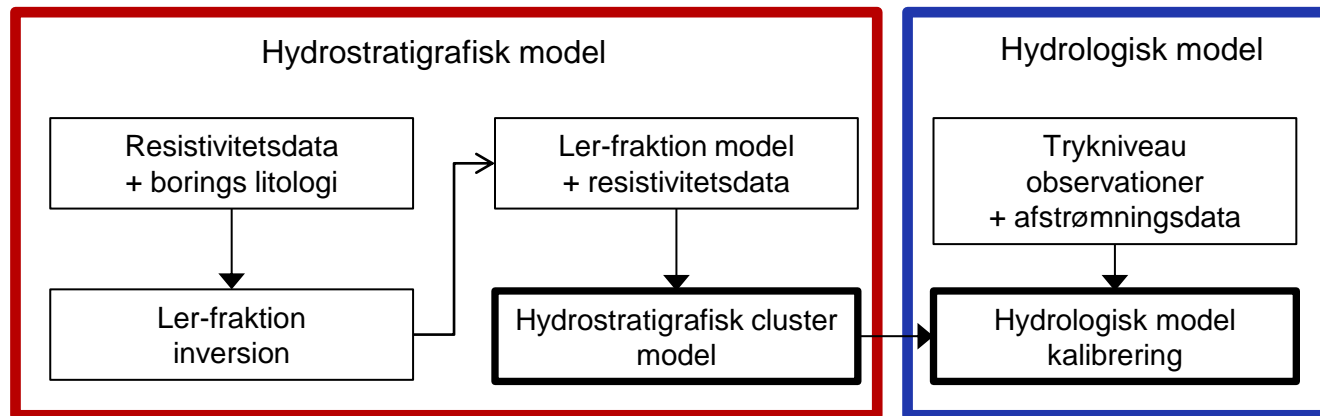 Hydrostratigrafisk model
Resistivitetsdata
+ borings litologi
Ler-fraktion
inversion
Ler-fraktion model
+ resistivitetsdata
Hydrostratigrafisk cluster
model
Hydrologisk model
Trykniveau
observationer
+ afstrømningsdata
Hydrologisk model
kalibrering